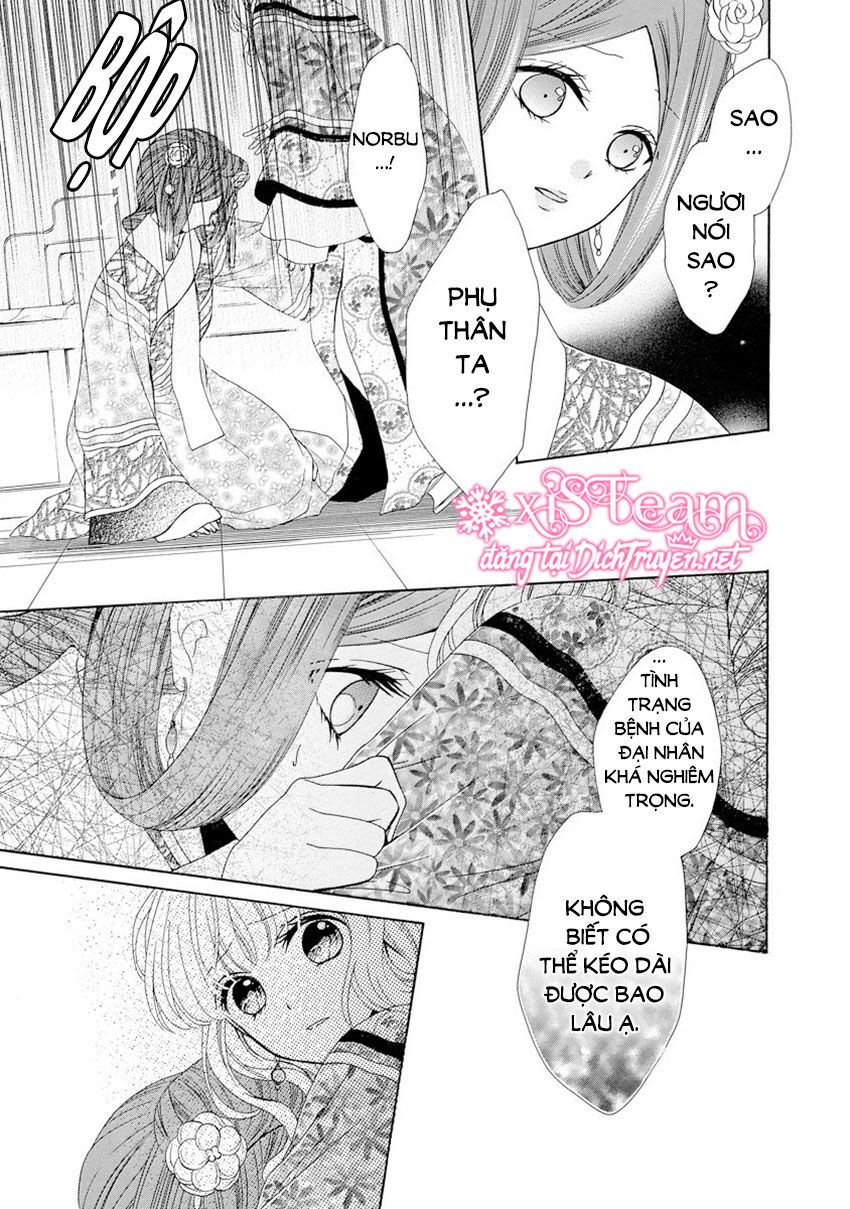 SAO
...
NGƯƠI
NÓI
SAO
?
PHỤ
THÂN
TA
...?
NORBU
...!
BỘP
xiSTeam
đăng tại DichTruyen.net
...
TÌNH
TRẠNG
BỆNH CỦA
ĐẠI NHÂN
KHÁ NGHIÊM
TRỌNG.
KHÔNG
BIẾT CÓ
THỂ KÉO DÀI
ĐƯỢC BAO
LÂU Ạ.